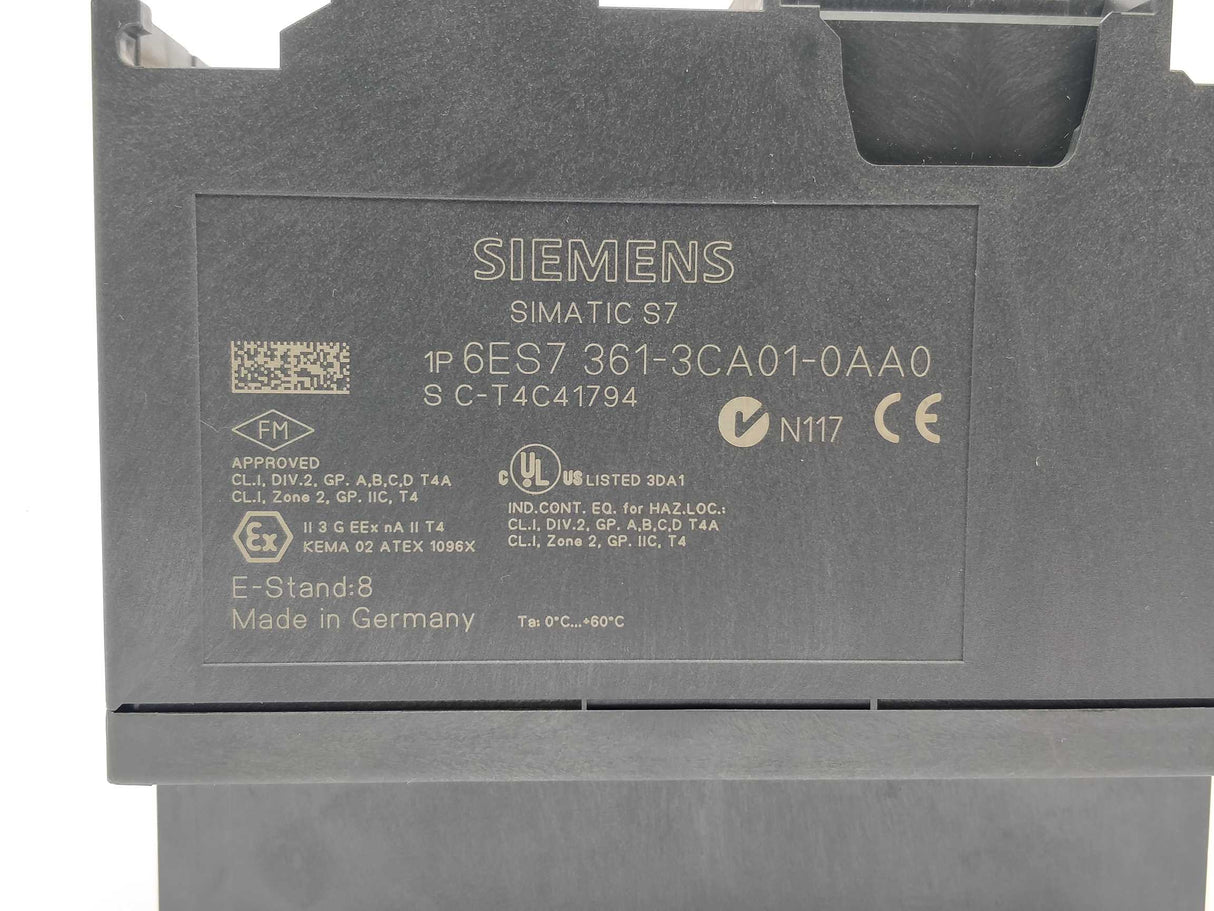 SIEMENS
SIMATIC S7
1P 6ES7 361-3CA01-0AA0
S C-T4C41794
N117 CE
FM
APPROVED
CL.I, DIV.2, GP. A,B,C,D T4A
CL.I, Zone 2, GP. IIC, T4
C UL US LISTED 3DA1
IND.CONT. EQ. for HAZ.LOC.:
CL.I, DIV.2, GP. A,B,C,D T4A
CL.I, Zone 2, GP. IIC, T4
Ex II 3 G EEx nA II T4
KEMA 02 ATEX 1096X
E-Stand:8
Made in Germany
Ta: 0°C...+60°C